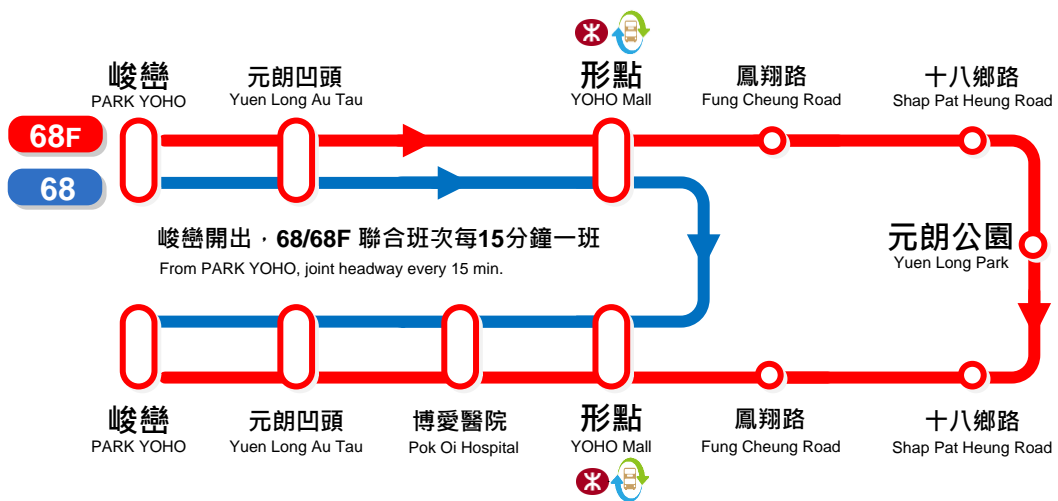 峻巒
PARK YOHO
元朗凹頭
Yuen Long Au Tau
形點
YOHO Mall
鳳翔路
Fung Cheung Road
十八鄉路
Shap Pat Heung Road
68F
68
峻巒開出，68/68F 聯合班次每15分鐘一班
From PARK YOHO, joint headway every 15 min.
元朗公園
Yuen Long Park
峻巒
PARK YOHO
元朗凹頭
Yuen Long Au Tau
博愛醫院
Pok Oi Hospital
形點
YOHO Mall
鳳翔路
Fung Cheung Road
十八鄉路
Shap Pat Heung Road